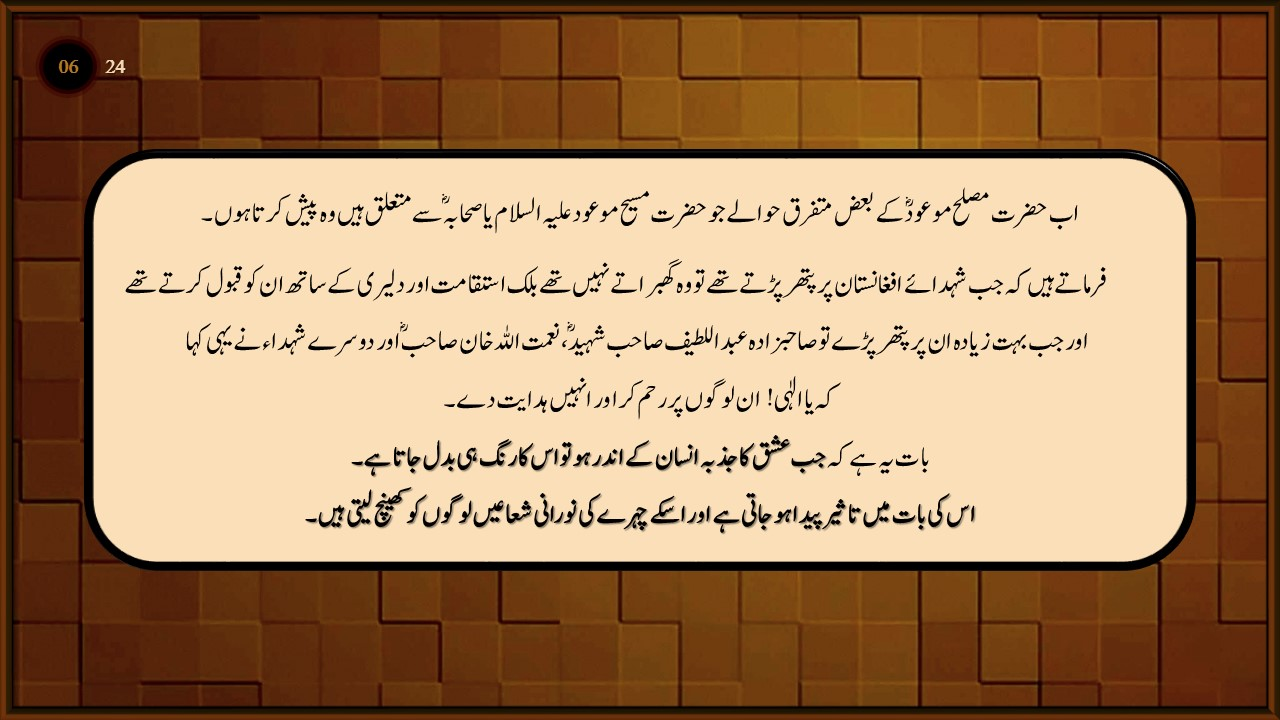 06 24
اب حضرت مصلح موعودؓ کے بعض متفرق حوالے جو حضرت مسیح موعود علیہ السلام یا صحابہؓ سے متعلق ہیں وہ پیش کرتا ہوں۔
فرماتے ہیں کہ جب شہدائے افغانستان پر پتھر پڑتے تھے تو وہ گھبراتے نہیں تھے بلک استقامت اور دلیری کے ساتھ ان کو قبول کرتے تھے
اور جب بہت زیادہ ان پر پتھر پڑے تو صاحبزادہ عبد اللطیف صاحب شہیدؓ، نعمت اللہ خان صاحبؓ اور دوسرے شہداء نے یہی کہا
کہ یا الٰہی! ان لوگوں پر رحم کر اور انہیں ہدایت دے۔
بات یہ ہے کہ جب عشق کا جذبہ انسان کے اندر ہو تو اس کا رنگ ہی بدل جاتا ہے۔
اس کی بات میں تاثیر پیدا ہو جاتی ہے اور اسکے چہرے کی نورانی شعاعیں لوگوں کو کھینچ لیتی ہیں۔